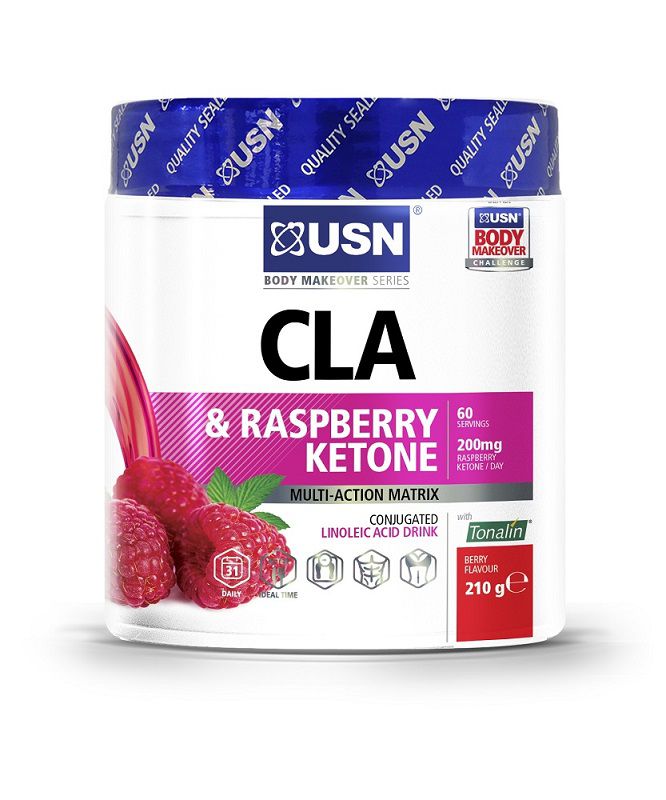 QUALITY SEALED
USN
QUALITY SEALED
USN
QUALITY SEALED
USN
USN®
BODY MAKEOVER SERIES
USN®
BODY
MAKEOVER
CHALLENGE
CLA
& RASPBERRY
KETONE
60
SERVINGS
200mg
RASPBERRY
KETONE / DAY
MULTI-ACTION MATRIX
CONJUGATED
LINOLEIC ACID DRINK
with
Tonalin®
BERRY
FLAVOUR
210 g℮
31
DAILY
IDEAL TIME